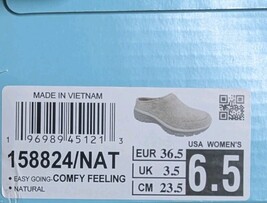 MADE IN VIETNAM
1 96989 45121 3
158824/NAT
• EASY GOING-COMFY FEELING
• NATURAL
EUR 36.5
UK 3.5
CM 23.5
USA WOMEN'S
6.5